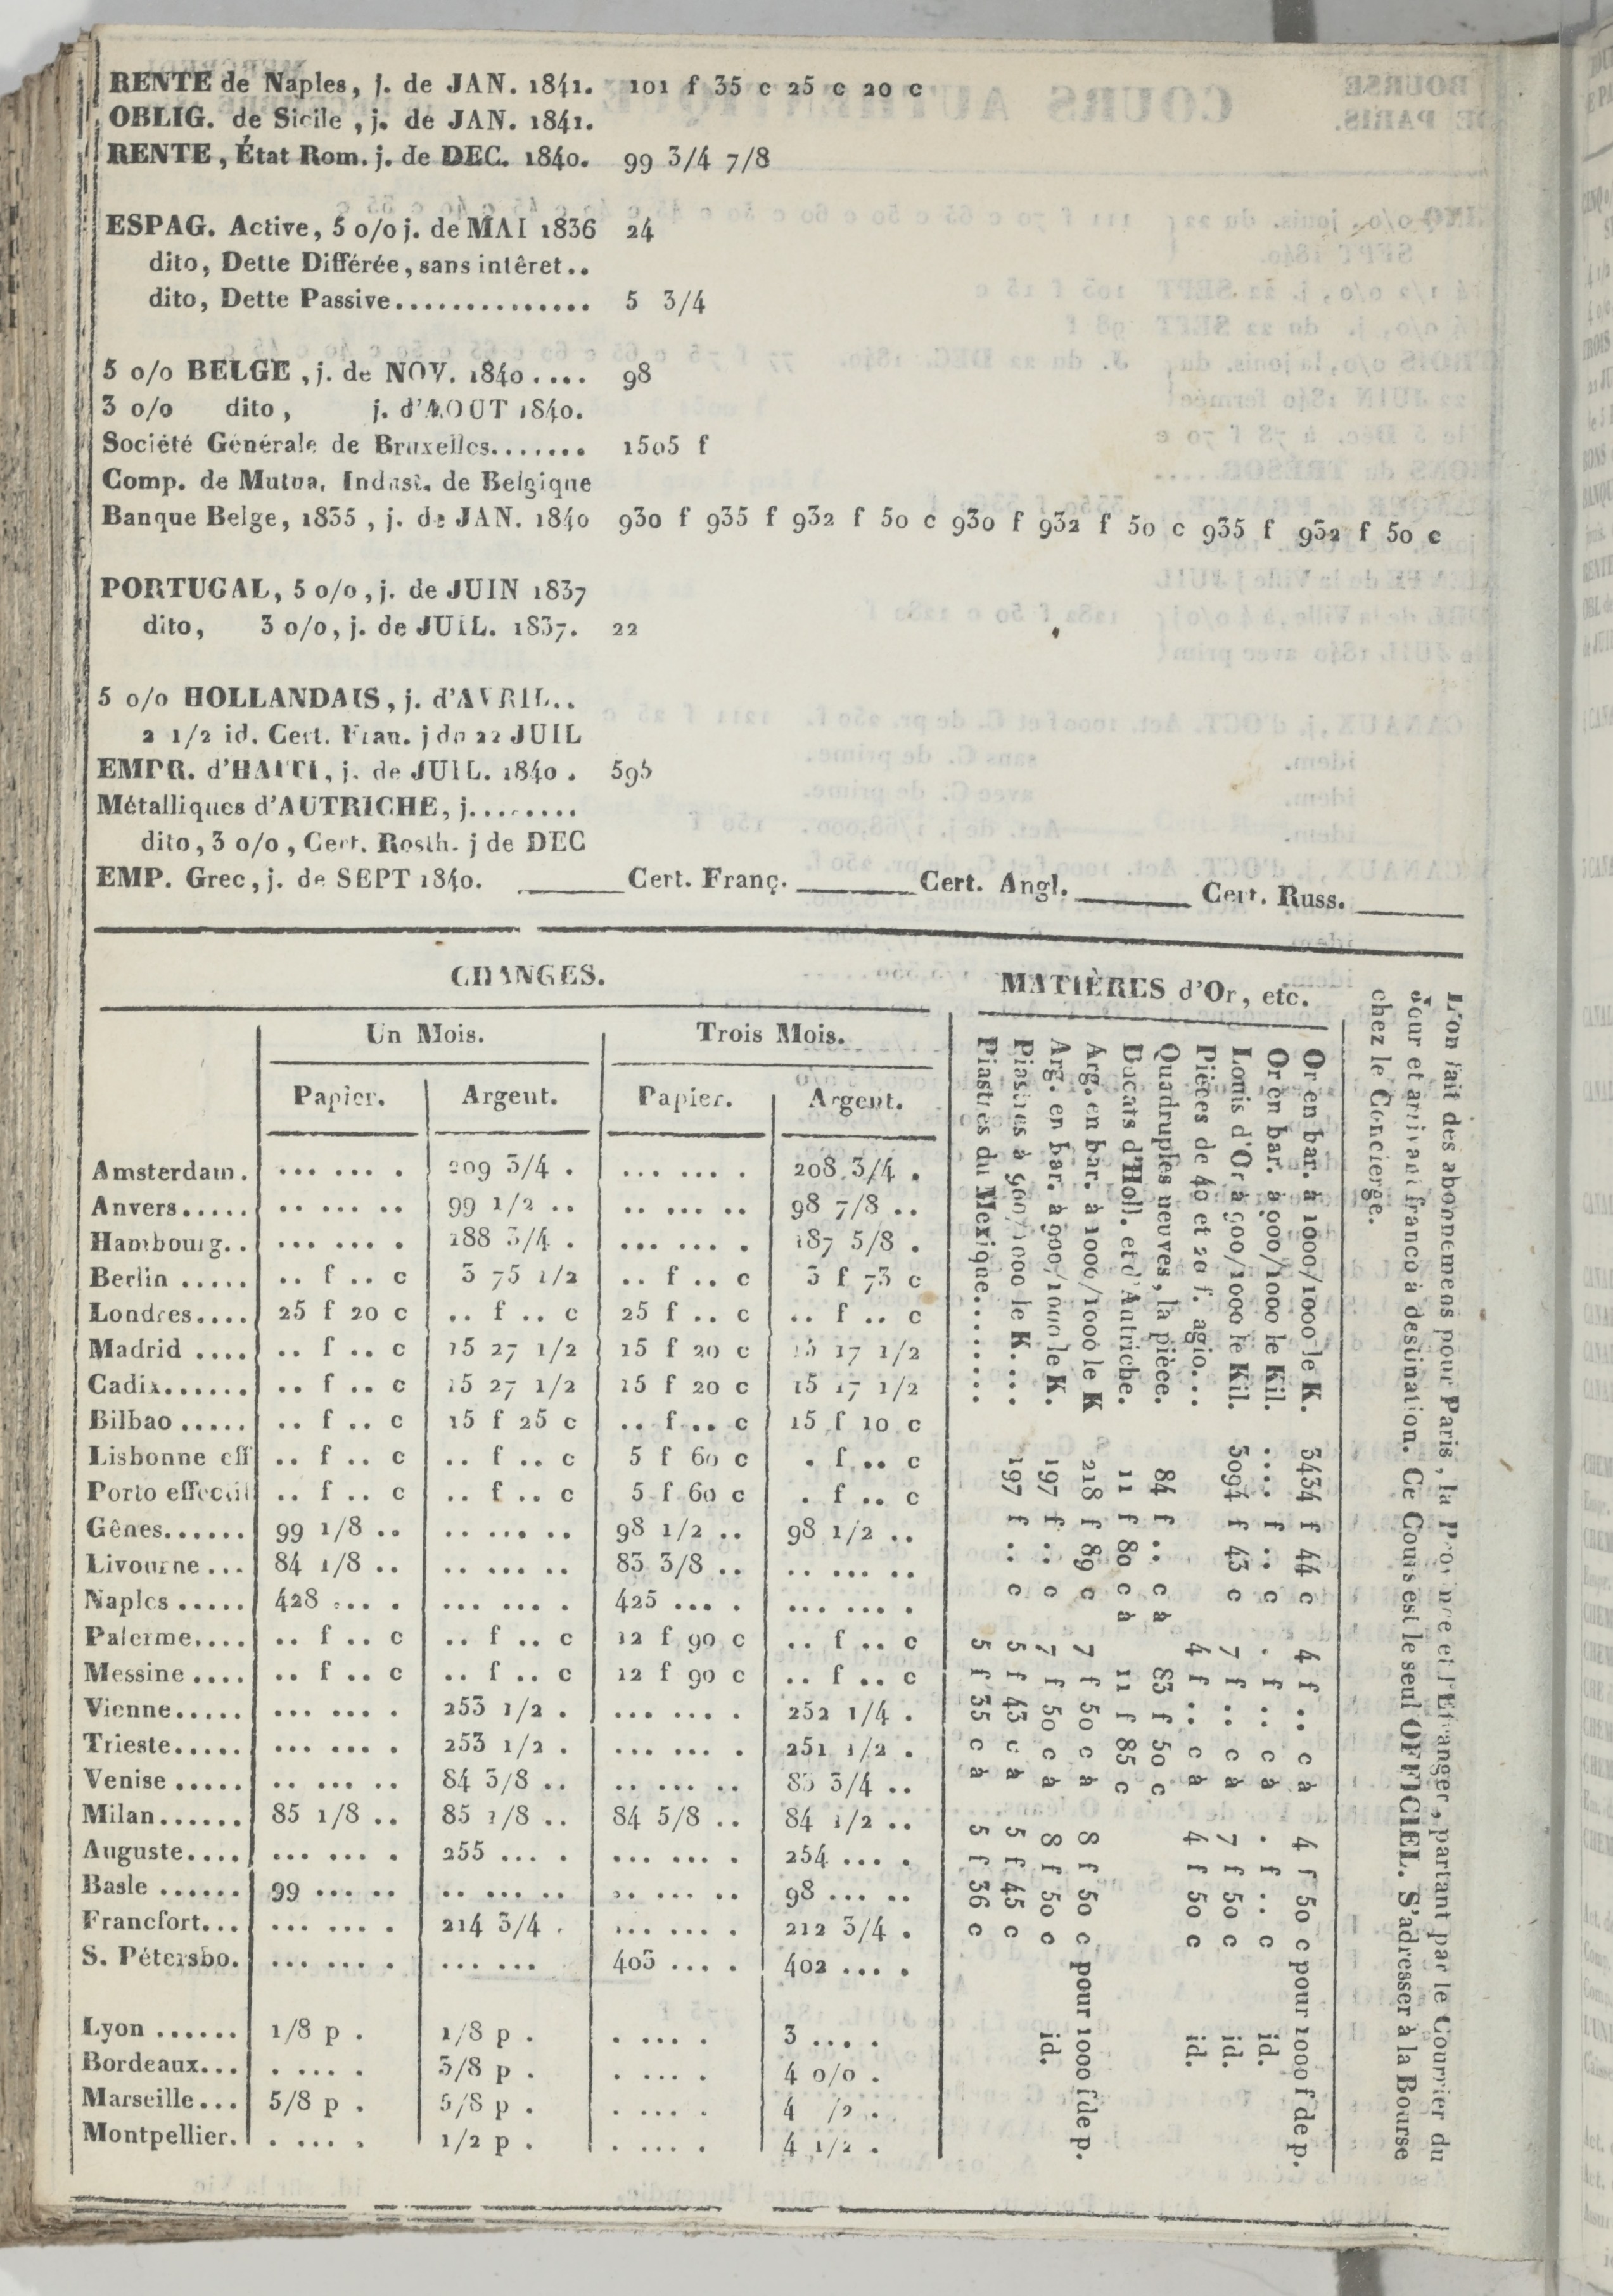 RENTE de Naples, j. de JAN. 1841. 101 f 35 c 25 c 20 c
OBLIG. de Sicile, j. de JAN. 1841.
RENTE, État Rom. j. de DEC. 1840. 99 3/4 7/8
ESPAG. Active, 5 o/o j. de MAI 1836 24
dito, Dette Différée, sans intêret..
dito, Dette Passive.............. 5 3/4
5 o/o BELGE, j. de NOV. 1840.... 98
3 o/o dito, j. d'AOUT 1840.
Société Générale de Bruxelles....... 1505 f
Comp. de Mutua. Indust. de Belgique
Banque Belge, 1835, j. de JAN. 1840 930 f 935 f 932 f 50 c 930 f 932 f 50 c 935 f 932 f 50 c
PORTUGAL, 5 o/o, j. de JUIN 1837
dito, 3 o/o, j. de JUIL. 1837. 22
5 o/o HOLLANDAIS, j. d'AVRIL..
2 1/2 id. Cert. Fran. j du 22 JUIL
EMPR. d'HAITI, j. de JUIL. 1840. 595
Métalliques d'AUTRICHE, j........
dito, 3 o/o, Cert. Rosth. j de DEC
EMP. Grec, j. de SEPT 1840. ______ Cert. Franç. ______ Cert. Angl. ______ Cert. Russ. ______
CHANGES.
Un Mois. Trois Mois.
Papier. Argent. Papier. Argent.
Amsterdam. ... ... . 209 3/4 . ... ... . 208 3/4 .
Anvers..... .. ... .. 99 1/2 .. .. ... .. 98 7/8 ..
Hambourg.. ... ... . 188 3/4 . ... ... . 187 5/8 .
Berlin ..... .. f .. c 3 75 1/2 .. f .. c 3 f 75 c
Londres.... 25 f 20 c .. f .. c 25 f .. c .. f .. c
Madrid .... .. f .. c 15 27 1/2 15 f 20 c 15 17 1/2
Cadix...... .. f .. c 15 27 1/2 15 f 20 c 15 17 1/2
Bilbao ..... .. f .. c 15 f 25 c .. f .. c 15 f 10 c
Lisbonne eff .. f .. c .. f .. c 5 f 60 c . f .. c
Porto effectif .. f .. c .. f .. c 5 f 60 c . f .. c
Gênes...... 99 1/8 .. .. ... .. 98 1/2 .. 98 1/2 ..
Livourne ... 84 1/8 .. .. ... .. 83 3/8 .. .. ... ..
Naples ..... 428 ... . ... ... . 425 ... . ... ... .
Palerme.... .. f .. c .. f .. c 12 f 90 c .. f .. c
Messine .... .. f .. c .. f .. c 12 f 90 c .. f .. c
Vienne..... ... ... . 253 1/2 . ... ... . 252 1/4 .
Trieste..... ... ... . 253 1/2 . ... ... . 251 1/2 .
Venise ..... .. ... .. 84 3/8 .. .. ... .. 83 3/4 ..
Milan...... 85 1/8 .. 85 1/8 .. 84 5/8 .. 84 1/2 ..
Auguste.... ... ... . 255 ... . ... ... . 254 ... .
Basle ...... 99 ... .. .. ... .. .. ... .. 98 ... ..
Francfort... ... ... . 214 3/4 . ... ... . 212 3/4 .
S. Pétersbo. ... ... . ... ... 403 ... . 402 ... .
Lyon ...... 1/8 p . 1/8 p . . ... . 3 ... .
Bordeaux... . ... . 3/8 p . . ... . 4 o/o .
Marseille... 5/8 p . 5/8 p . . ... . 4 /2 .
Montpellier. . ... . 1/2 p . . ... . 4 1/2 .
MATIÈRES d'Or, etc.
Or en bar. à 1000/1000 le K. 3434 f 44 c 4 f .. c à 4 f 50 c pour 1000 f de p.
Or en bar. à 900/1000 le Kil. .... f .. c . f .. c à . f .. c id.
Louis d'Or à 900/1000 le Kil. 3094 f 43 c 7 f .. c à 7 f 50 c id.
Pièces de 40 et 20 f. agio... 4 f .. c à 4 f 50 c id.
Quadruples neuves, la pièce. 84 f .. c à 83 f 50 c
Ducats d'Holl. et d'Autriche. 11 f 80 c à 11 f 85 c
Arg. en bar. à 1000/1000 le K 218 f 89 c 7 f 50 c à 8 f 50 c pour 1000 f de p.
Arg. en bar. à 900/1000 le K. 197 f .. c 7 f 50 c à 8 f 50 c id.
Piastres à 900/1000 le K.... 197 f .. c 5 f 43 c à 5 f 45 c
Piastres du Mexique........ 5 f 35 c à 5 f 36 c
L'on fait des abonnemens pour Paris, la Province et l'Etranger, partant par le Courrier du
jour et arrivant franco à destination. Ce Cours est le seul OFFICIEL. S'adresser à la Bourse
chez le Concierge.